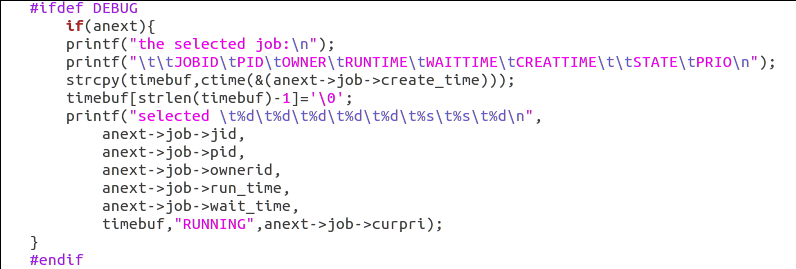 #ifdef DEBUG
if(anext){
printf("the selected job:\n");
printf("\t\tJOBID\tPID\tOWNER\tRUNTIME\tWAITTIME\tCREATTIME\t\tSTATE\tPRIO\n");
strcpy(timebuf,ctime(&(anext->job->create_time)));
timebuf[strlen(timebuf)-1]='\0';
printf("selected \t%d\t%d\t%d\t%d\t%d\t%s\t%s\t%d\n",
anext->job->jid,
anext->job->pid,
anext->job->ownerid,
anext->job->run_time,
anext->job->wait_time,
timebuf,"RUNNING",anext->job->curpri);
}
#endif